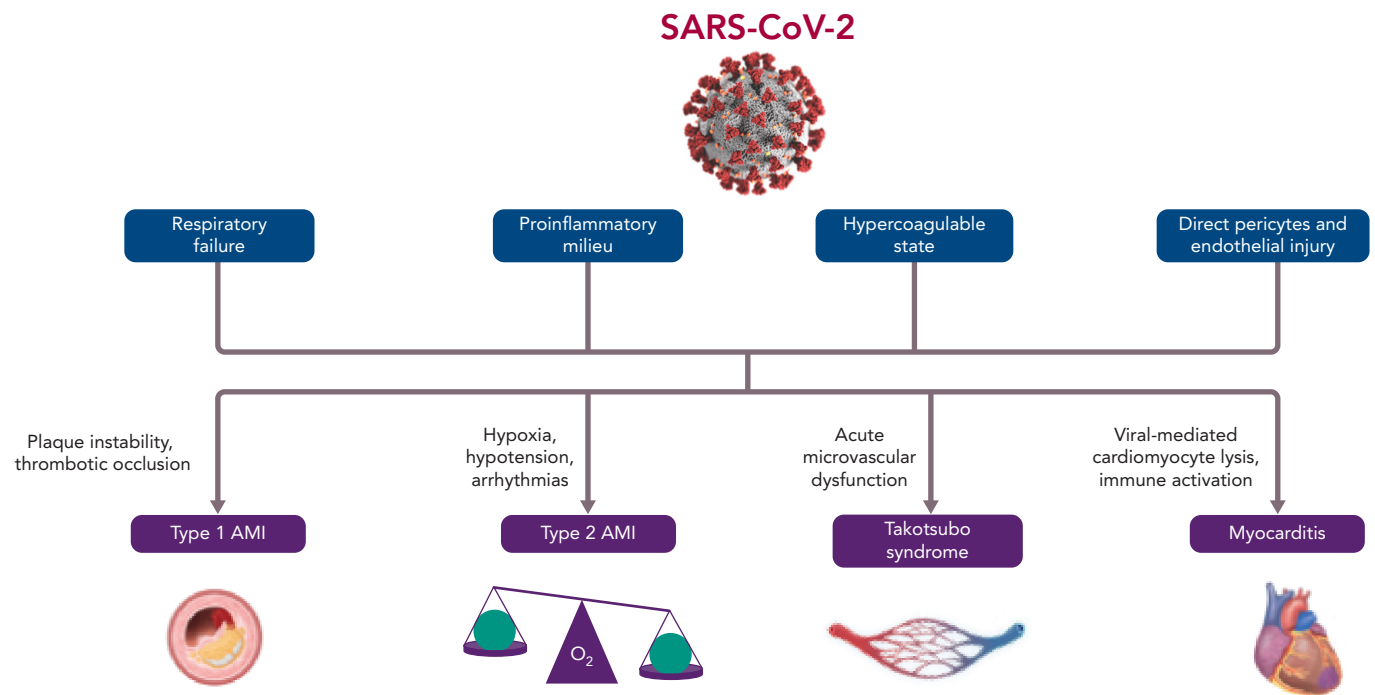 SARS-CoV-2
Respiratory
failure
Proinflammatory
milieu
Hypercoagulable
state
Direct pericytes and
endothelial injury
Plaque instability,
thrombotic occlusion
Hypoxia,
hypotension,
arrhythmias
Acute
microvascular
dysfunction
Viral-mediated
cardiomyocyte lysis,
immune activation
Type 1 AMI
Type 2 AMI
Takotsubo
syndrome
Myocarditis
O₂